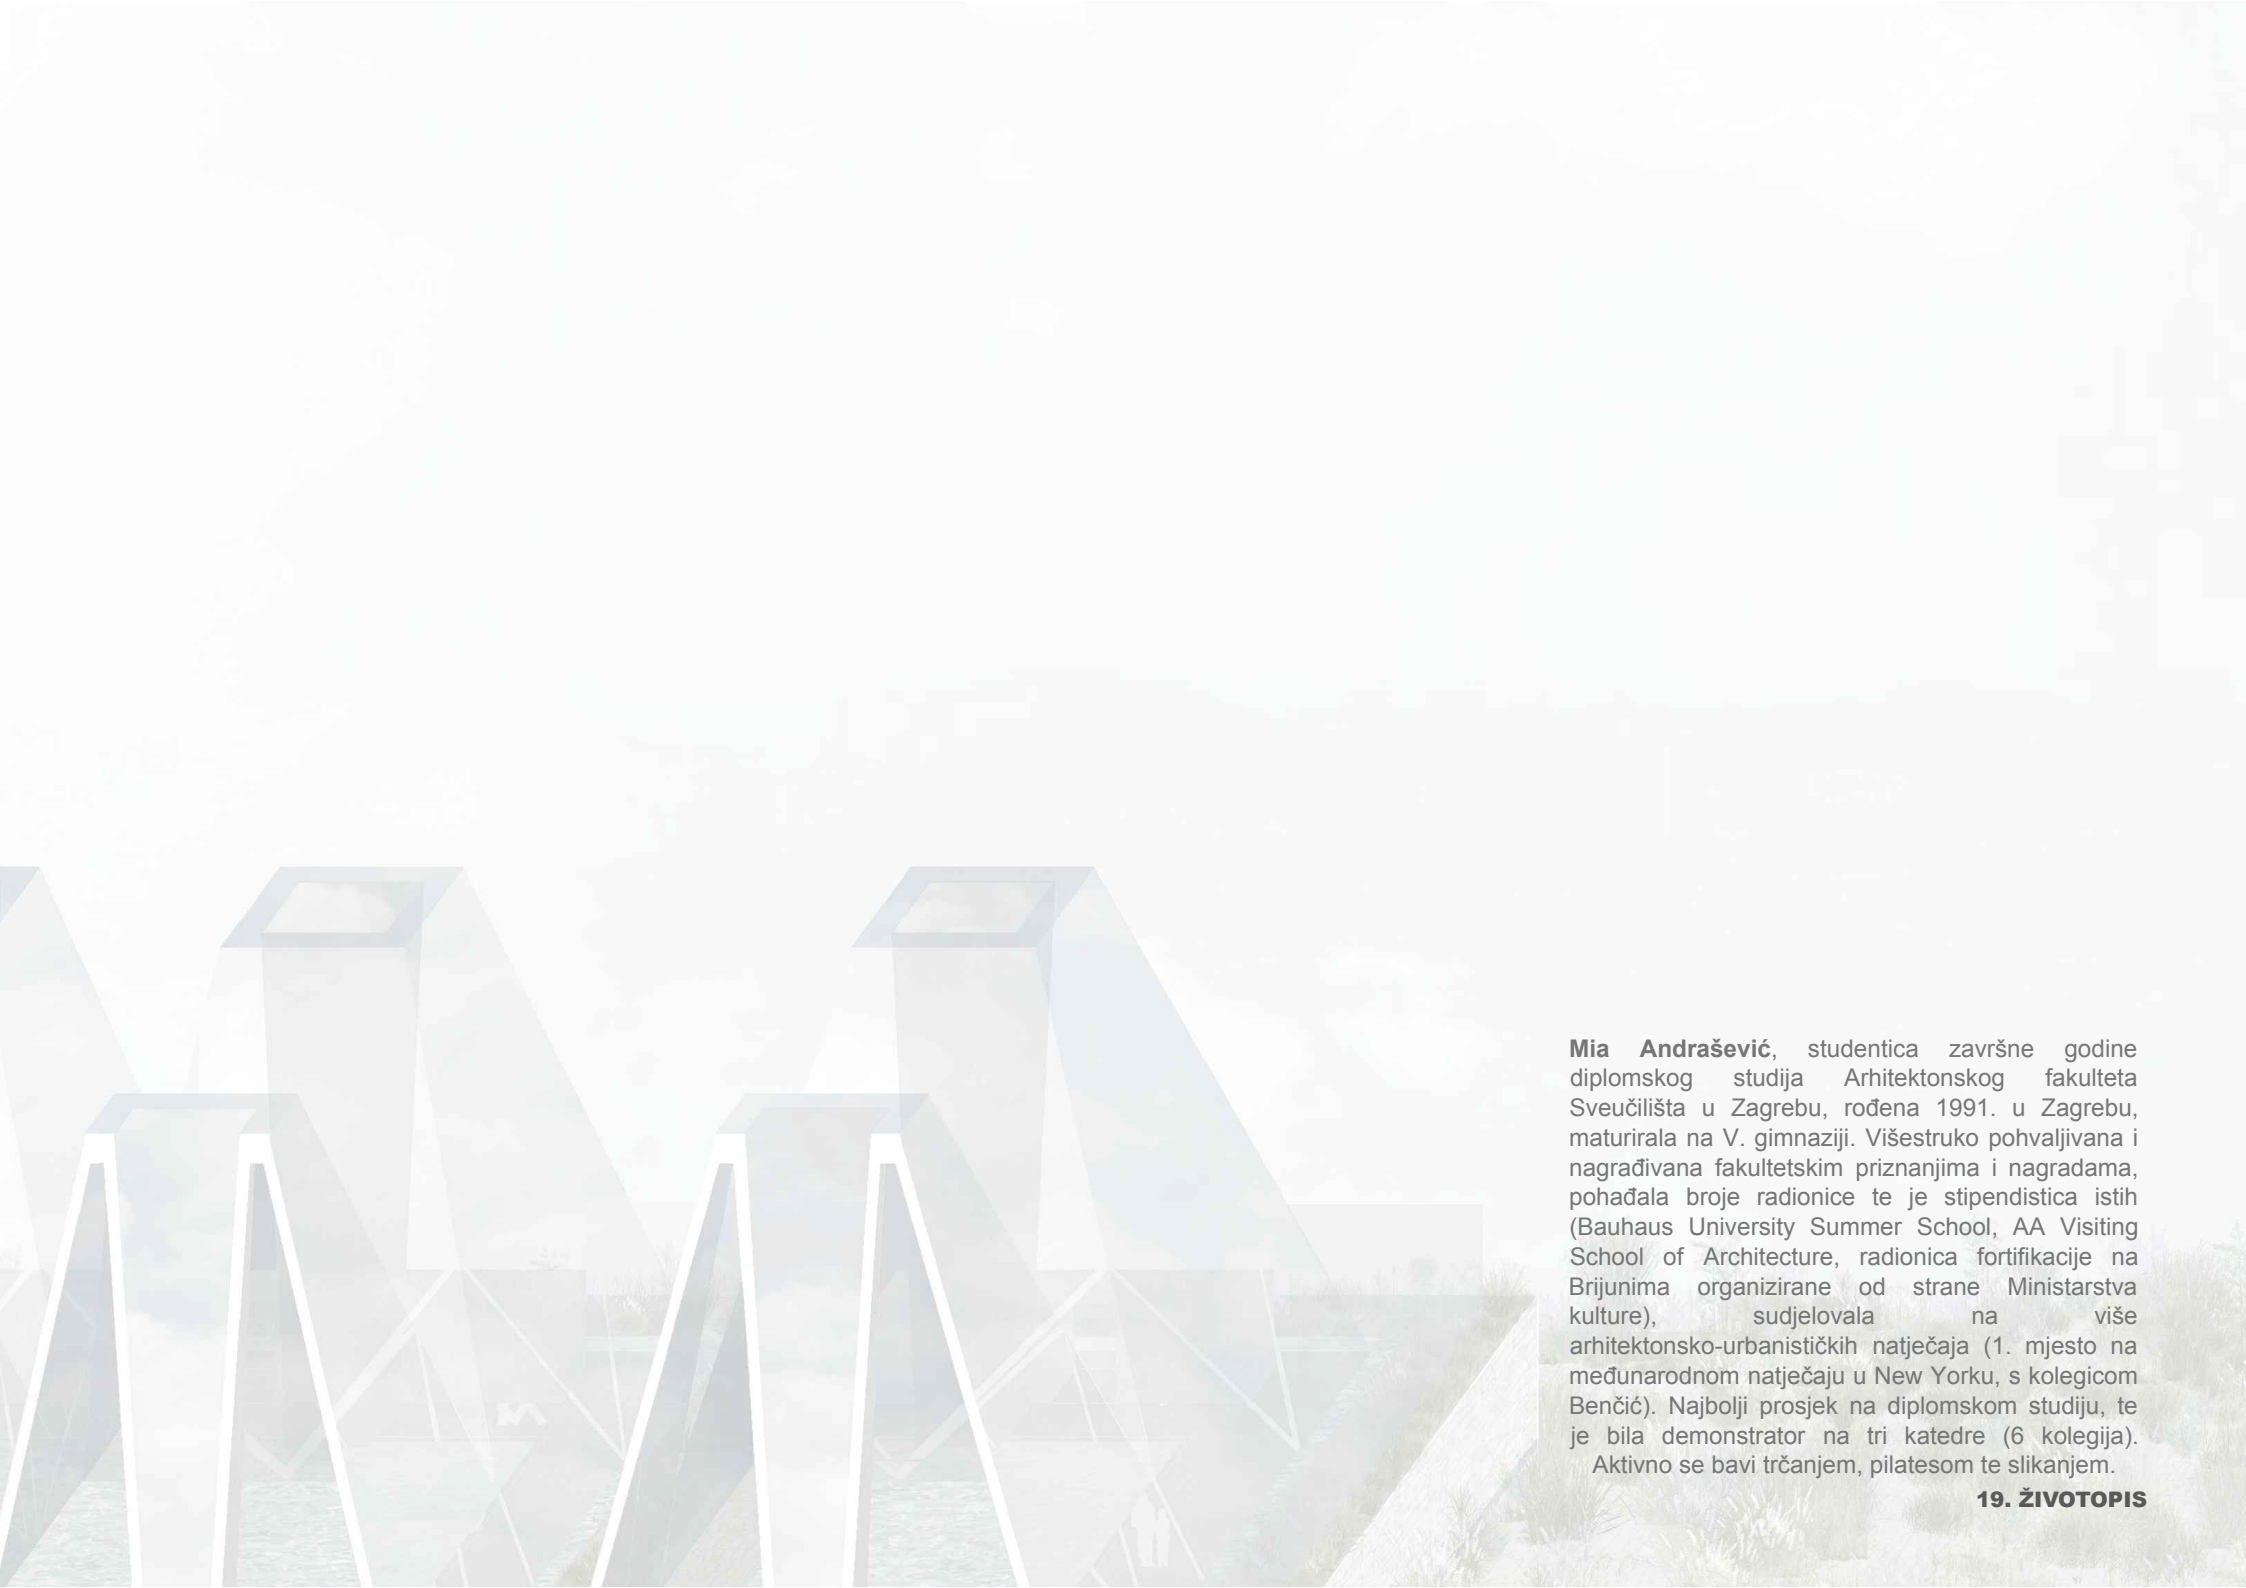 Mia Andrašević, studentica završne godine
diplomskog studija Arhitektonskog fakulteta
Sveučilišta u Zagrebu, rođena 1991. u Zagrebu,
maturirala na V. gimnaziji. Višestruko pohvaljivana i
nagrađivana fakultetskim priznanjima i nagradama,
pohađala broje radionice te je stipendistica istih
(Bauhaus University Summer School, AA Visiting
School of Architecture, radionica fortifikacije na
Brijunima organizirane od strane Ministarstva
kulture), sudjelovala na više
arhitektonsko-urbanističkih natječaja (1. mjesto na
međunarodnom natječaju u New Yorku, s kolegicom
Benčić). Najbolji prosjek na diplomskom studiju, te
je bila demonstrator na tri katedre (6 kolegija).
Aktivno se bavi trčanjem, pilatesom te slikanjem.
19. ŽIVOTOPIS